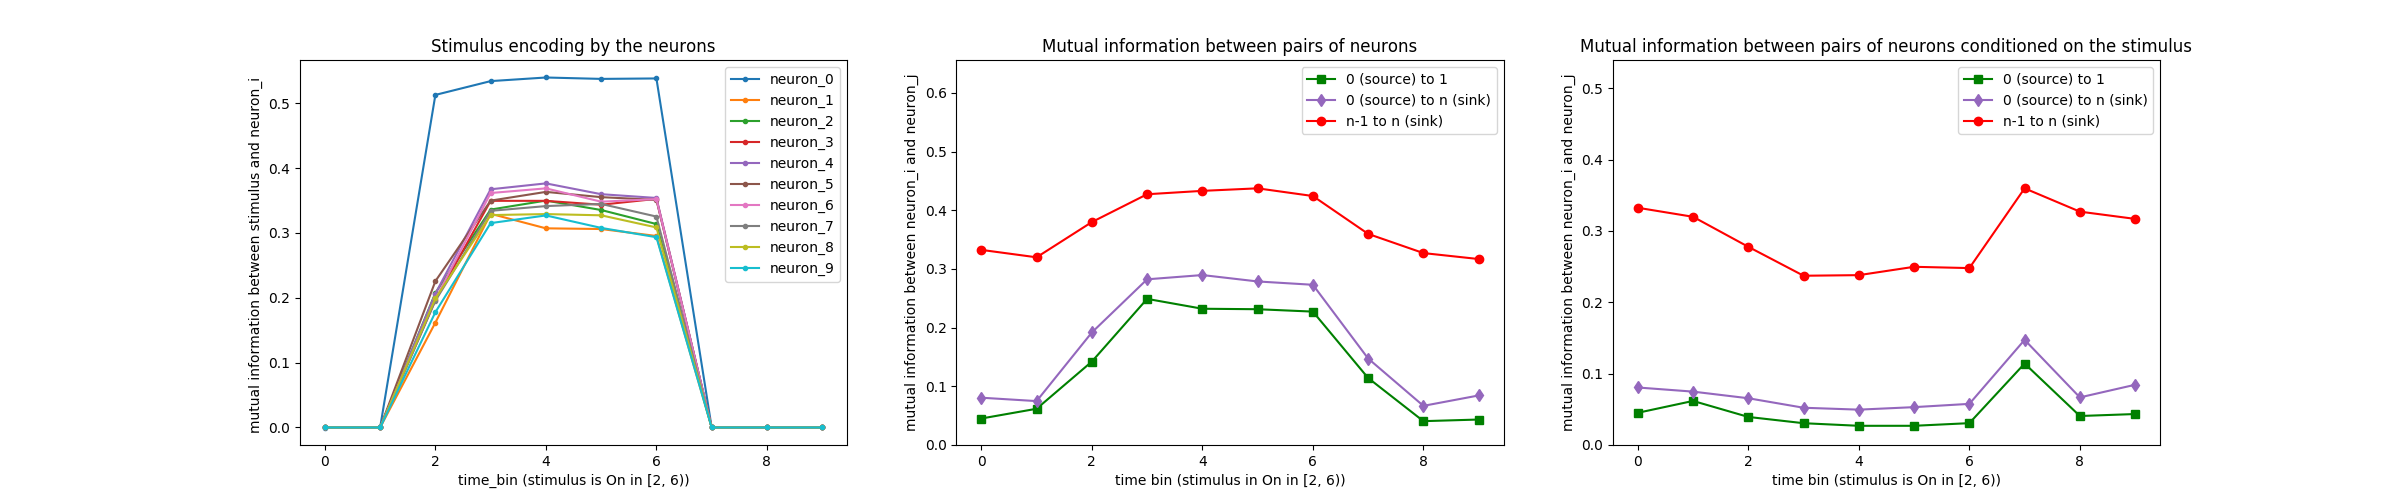 Stimulus encoding by the neurons
mutual information between stimulus and neuron_i
0.5
0.4
0.3
0.2
0.1
0.0
0 2 4 6 8
time_bin (stimulus is On in [2, 6))
neuron_0
neuron_1
neuron_2
neuron_3
neuron_4
neuron_5
neuron_6
neuron_7
neuron_8
neuron_9
Mutual information between pairs of neurons
mutual information between neuron_i and neuron_j
0.6
0.5
0.4
0.3
0.2
0.1
0.0
0 2 4 6 8
time bin (stimulus in On in [2, 6))
0 (source) to 1
0 (source) to n (sink)
n-1 to n (sink)
Mutual information between pairs of neurons conditioned on the stimulus
mutual information between neuron_i and neuron_j
0.5
0.4
0.3
0.2
0.1
0.0
0 2 4 6 8
time bin (stimulus is On in [2, 6))
0 (source) to 1
0 (source) to n (sink)
n-1 to n (sink)